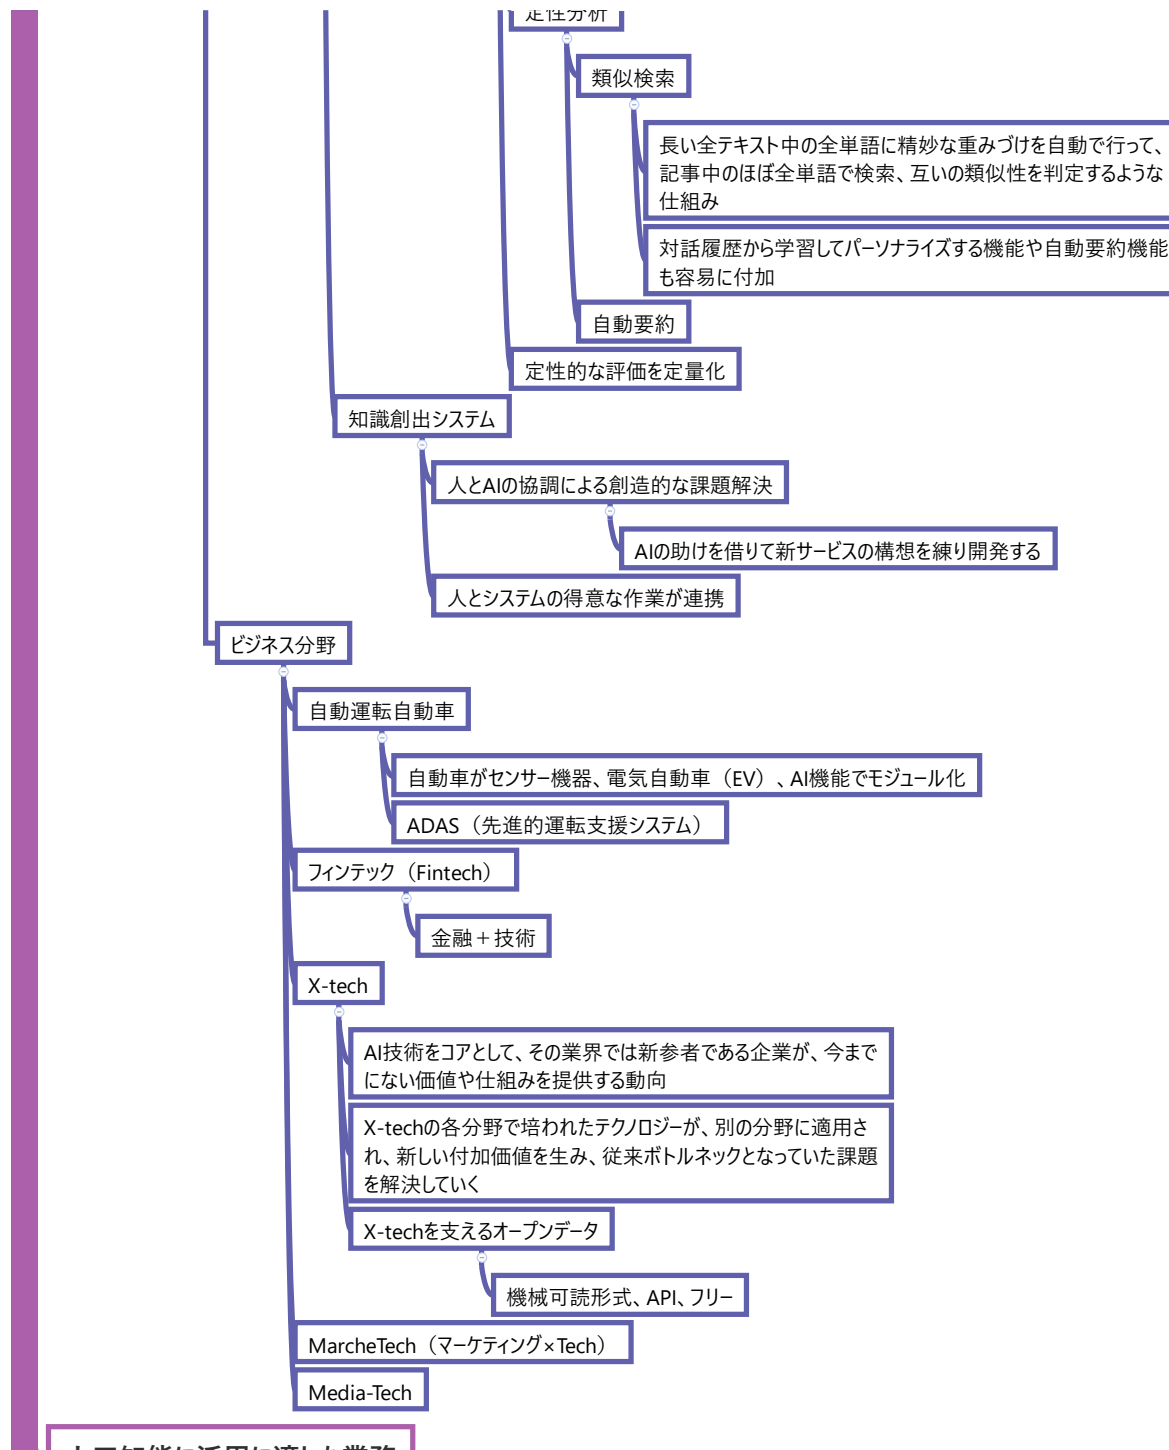 定性分析
類似検索
長い全テキスト中の全単語に精妙な重みづけを自動で行って、
記事中のほぼ全単語で検索、互いの類似性を判定するような
仕組み
対話履歴から学習してパーソナライズする機能や自動要約機能
も容易に付加
自動要約
定性的な評価を定量化
知識創出システム
人とAIの協調による創造的な課題解決
AIの助けを借りて新サービスの構想を練り開発する
人とシステムの得意な作業が連携
ビジネス分野
自動運転自動車
自動車がセンサー機器、電気自動車（EV）、AI機能でモジュール化
ADAS（先進的運転支援システム）
フィンテック（Fintech）
金融＋技術
X-tech
AI技術をコアとして、その業界では新参者である企業が、今まで
にない価値や仕組みを提供する動向
X-techの各分野で培われたテクノロジーが、別の分野に適用さ
れ、新しい付加価値を生み、従来ボトルネックとなっていた課題
を解決していく
X-techを支えるオープンデータ
機械可読形式、API、フリー
MarcheTech（マーケティング×Tech）
Media-Tech
人工知能に活用に適した業務